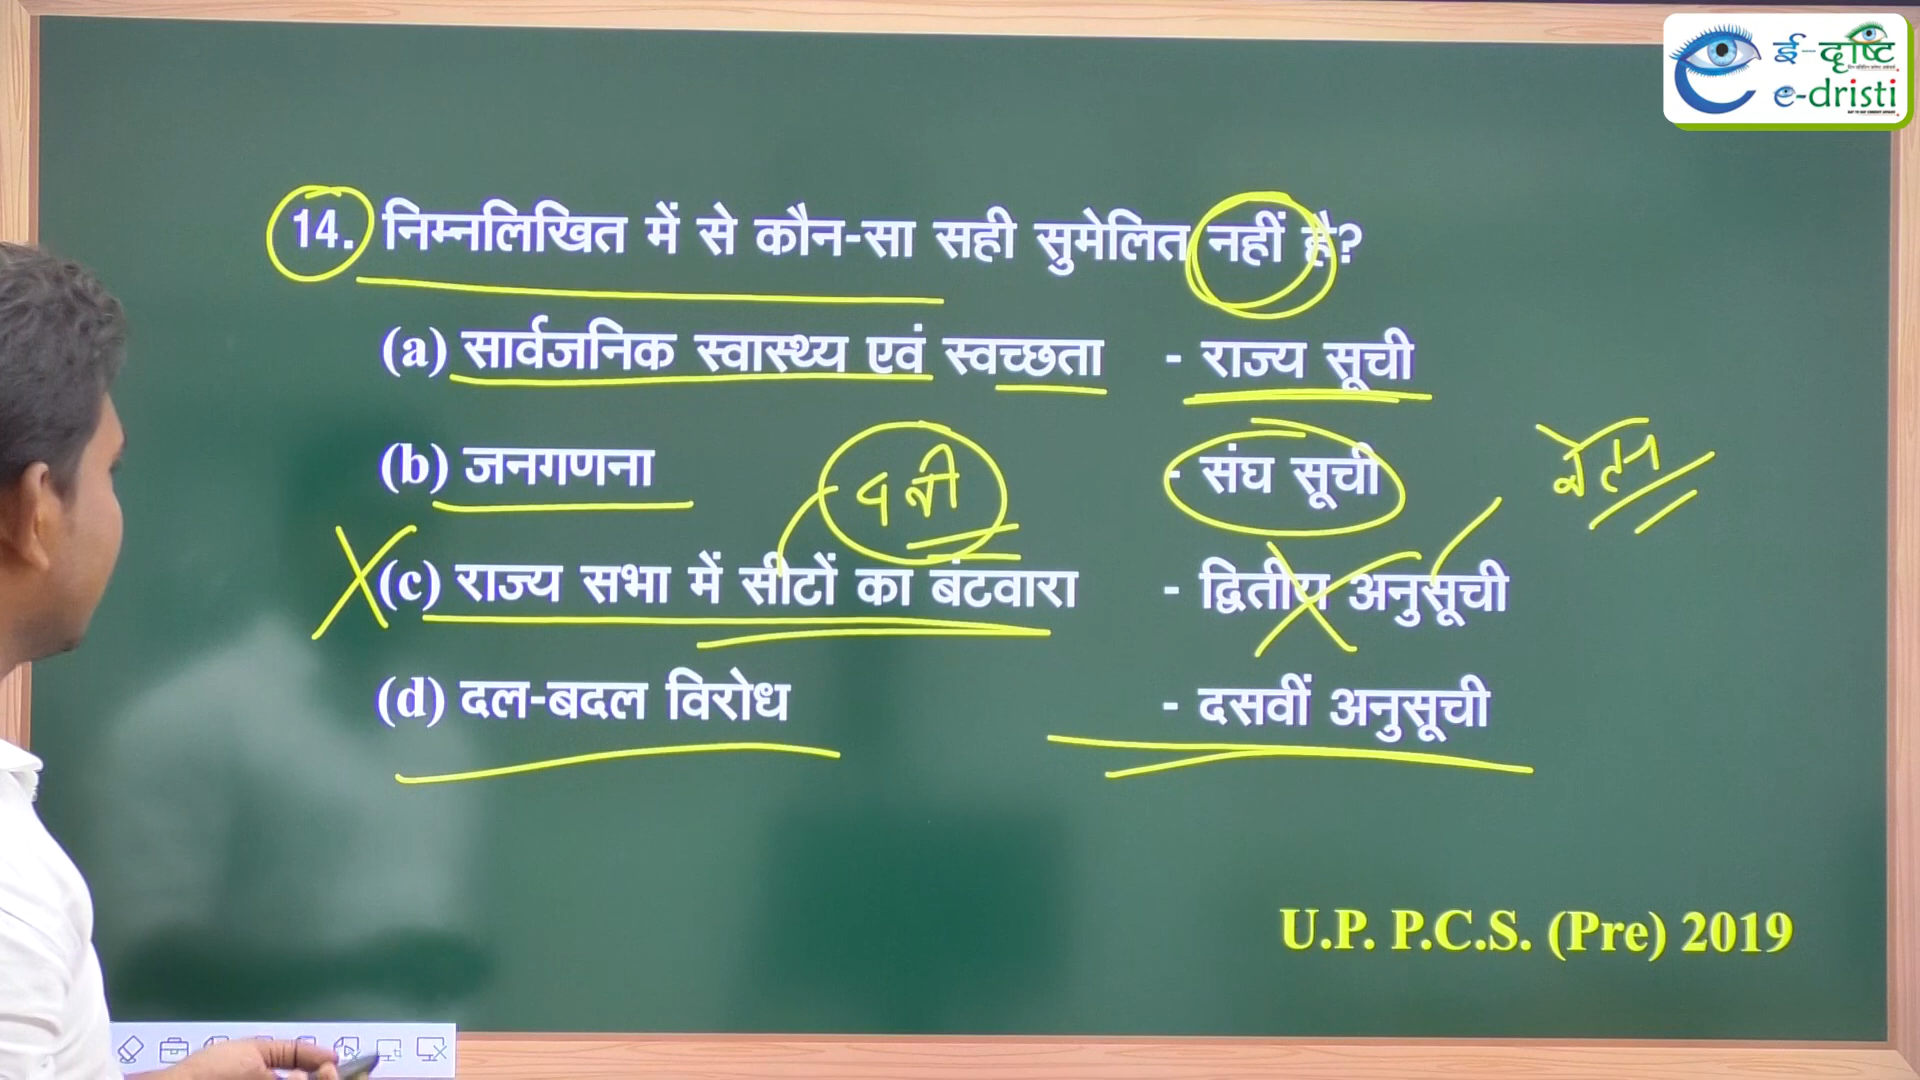 ई-दृष्टि
e-dristi
14. निम्नलिखित में से कौन-सा सही सुमेलित नहीं है?
(a) सार्वजनिक स्वास्थ्य एवं स्वच्छता - राज्य सूची
(b) जनगणना - संघ सूची
वेतन
(c) राज्य सभा में सीटों का बंटवारा - द्वितीय अनुसूची
(d) दल-बदल विरोध - दसवीं अनुसूची
U.P. P.C.S. (Pre) 2019